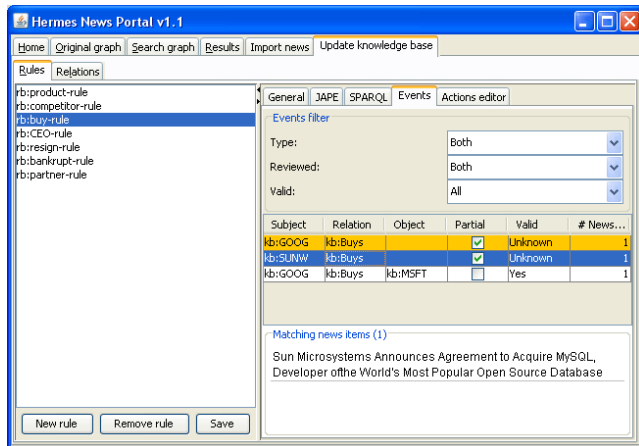 Hermes News Portal v1.1
Home Original graph Search graph Results Import news Update knowledge base
Rules Relations
rb:product-rule
rb:competitor-rule
rb:buy-rule
rb:CEO-rule
rb:resign-rule
rb:bankrupt-rule
rb:partner-rule
New rule Remove rule Save
General JAPE SPARQL Events Actions editor
Events filter
Type: Both
Reviewed: Both
Valid: All
Subject Relation Object Partial Valid # News...
kb:GOOG kb:Buys Unknown 1
kb:SUNW kb:Buys Unknown 1
kb:GOOG kb:Buys kb:MSFT Yes 1
Matching news items (1)
Sun Microsystems Announces Agreement to Acquire MySQL,
Developer ofthe World's Most Popular Open Source Database